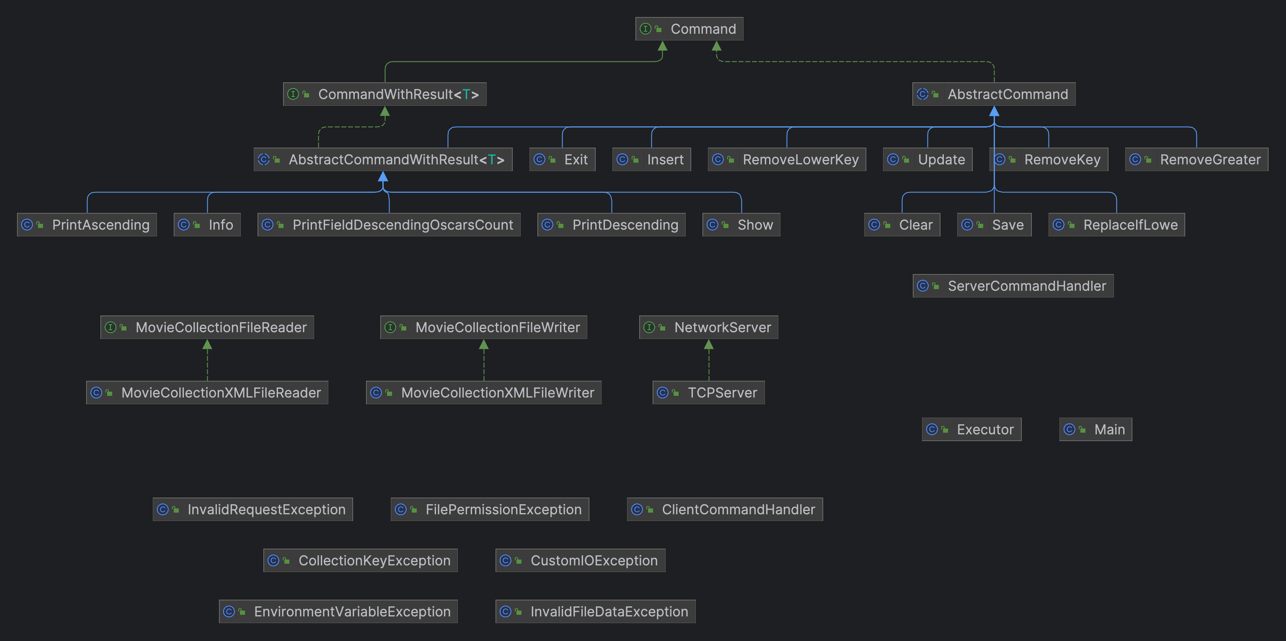 Command
CommandWithResult<T>
AbstractCommand
AbstractCommandWithResult<T>
Exit
Insert
RemoveLowerKey
Update
RemoveKey
RemoveGreater
PrintAscending
Info
PrintFieldDescendingOscarsCount
PrintDescending
Show
Clear
Save
ReplaceIfLowe
ServerCommandHandler
MovieCollectionFileReader
MovieCollectionFileWriter
NetworkServer
MovieCollectionXMLFileReader
MovieCollectionXMLFileWriter
TCPServer
Executor
Main
InvalidRequestException
FilePermissionException
ClientCommandHandler
CollectionKeyException
CustomIOException
EnvironmentVariableException
InvalidFileDataException